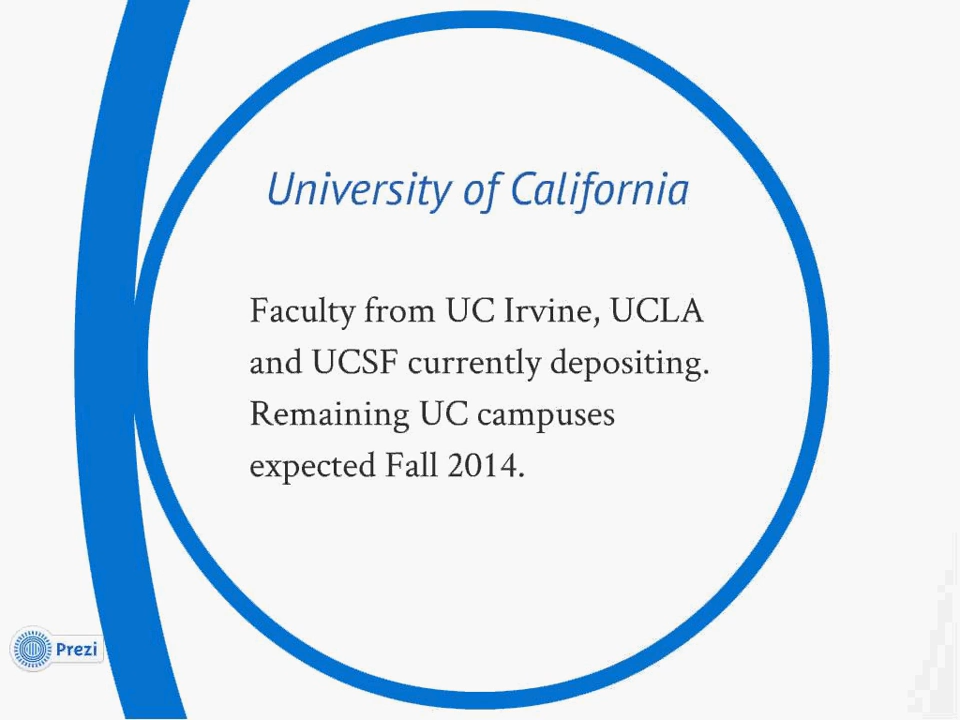 University of California
Faculty from UC Irvine, UCLA
and UCSF currently depositing.
Remaining UC campuses
expected Fall 2014.
Prezi